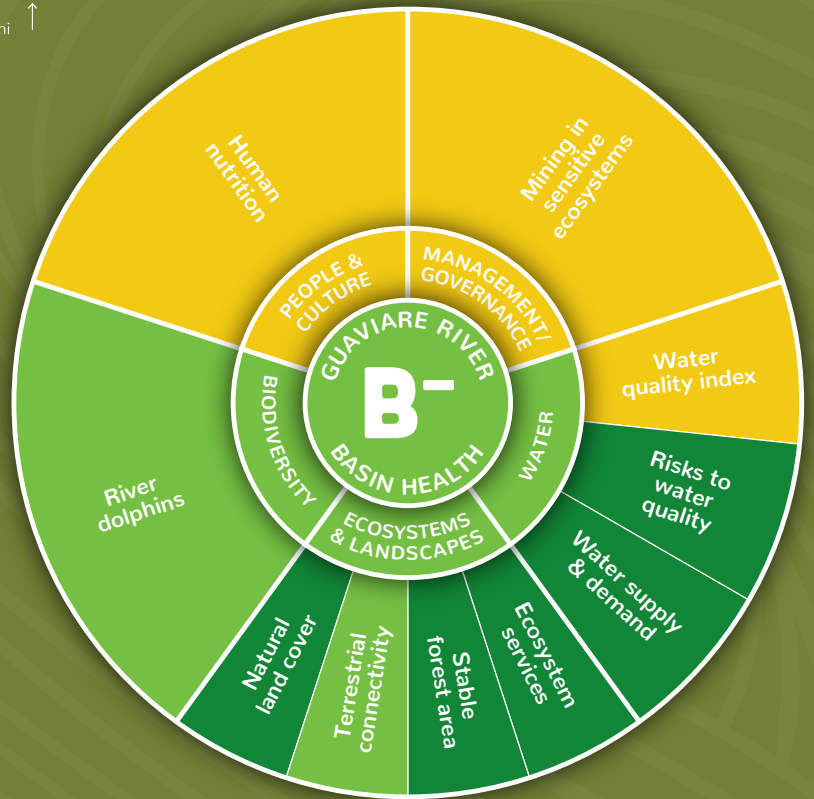 ni ↑
Human
nutrition
Mining in
sensitive
ecosystems
PEOPLE &
CULTURE
MANAGEMENT/
GOVERNANCE
GUAVIARE RIVER
B-
BASIN HEALTH
BIODIVERSITY
WATER
ECOSYSTEMS
& LANDSCAPES
Water
quality index
Risks to
water
quality
Water supply
& demand
River
dolphins
Natural
land cover
Terrestrial
connectivity
Stable
forest area
Ecosystem
services